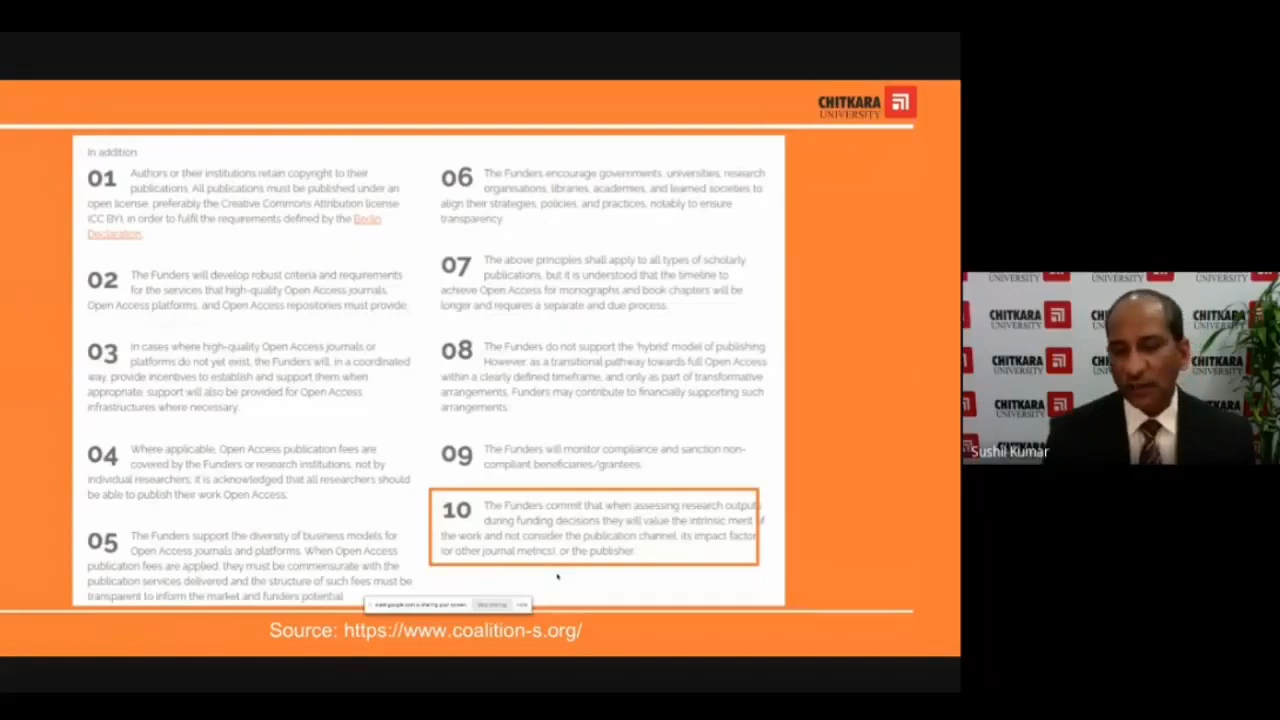 CHITKARA
UNIVERSITY
In addition
01 Authors or their institutions retain copyright to their
publications. All publications must be published under an
open license, preferably the Creative Commons Attribution license
(CC BY), in order to fulfil the requirements defined by the Berlin
Declaration.
02 The Funders will develop robust criteria and requirements
for the services that high-quality Open Access journals,
Open Access platforms, and Open Access repositories must provide;
03 In cases where high-quality Open Access journals or
platforms do not yet exist, the Funders will, in a coordinated
way, provide incentives to establish and support them when
appropriate; support will also be provided for Open Access
infrastructures where necessary;
04 Where applicable, Open Access publication fees are
covered by the Funders or research institutions, not by
individual researchers; it is acknowledged that all researchers should
be able to publish their work Open Access;
05 The Funders support the diversity of business models for
Open Access journals and platforms. When Open Access
publication fees are applied, they must be commensurate with the
publication services delivered and the structure of such fees must be
transparent to inform the market and funders potential
06 The Funders encourage governments, universities, research
organisations, libraries, academies, and learned societies to
align their strategies, policies, and practices, notably to ensure
transparency.
07 The above principles shall apply to all types of scholarly
publications, but it is understood that the timeline to
achieve Open Access for monographs and book chapters will be
longer and requires a separate and due process;
08 The Funders do not support the 'hybrid' model of publishing.
However, as a transitional pathway towards full Open Access
within a clearly defined timeframe, and only as part of transformative
arrangements, Funders may contribute to financially supporting such
arrangements;
09 The Funders will monitor compliance and sanction non-
compliant beneficiaries/grantees;
10 The Funders commit that when assessing research outputs
during funding decisions they will value the intrinsic merit of
the work and not consider the publication channel, its impact factor
(or other journal metrics), or the publisher.
meet.google.com is sharing your screen. Stop sharing Hide
Source: https://www.coalition-s.org/
CHITKARA
UNIVERSITY
CHITKARA
UNIVERSITY
CHITKARA
UNIVERSITY
CHITKARA
UNIVERSITY
Sushil Kumar